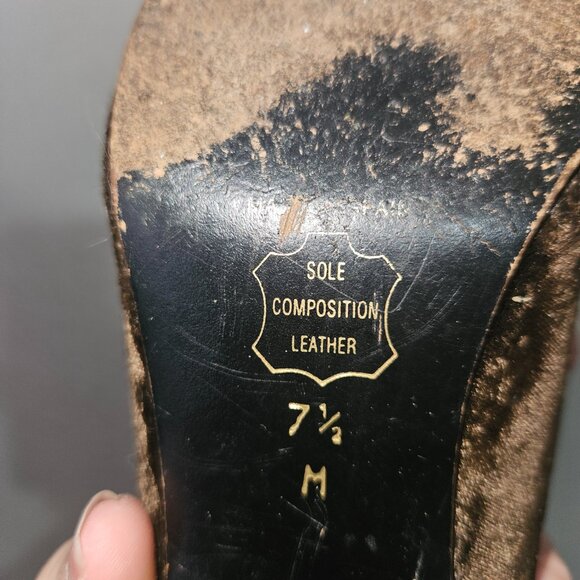 SOLE
COMPOSITION
LEATHER
7½
M